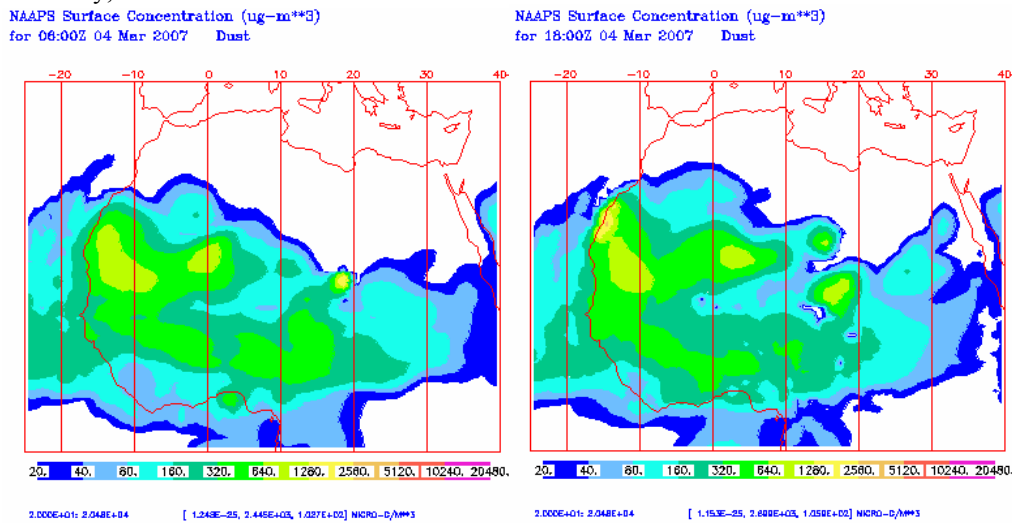 NAAPS Surface Concentration (ug-m**3)
for 06:00Z 04 Mar 2007 Dust
-20 -10 0 10 20 30 40
20. 40. 80. 160. 320. 640. 1280. 2560. 5120. 10240. 20480.
2.000E+01: 2.048E+04 [ 1.248E-25, 2.445E+03, 1.027E+02] MICRO-G/M**3
NAAPS Surface Concentration (ug-m**3)
for 18:00Z 04 Mar 2007 Dust
-20 -10 0 10 20 30 40
20. 40. 80. 160. 320. 640. 1280. 2560. 5120. 10240. 20480.
2.000E+01: 2.048E+04 [ 1.153E-25, 2.698E+03, 1.059E+02] MICRO-G/M**3